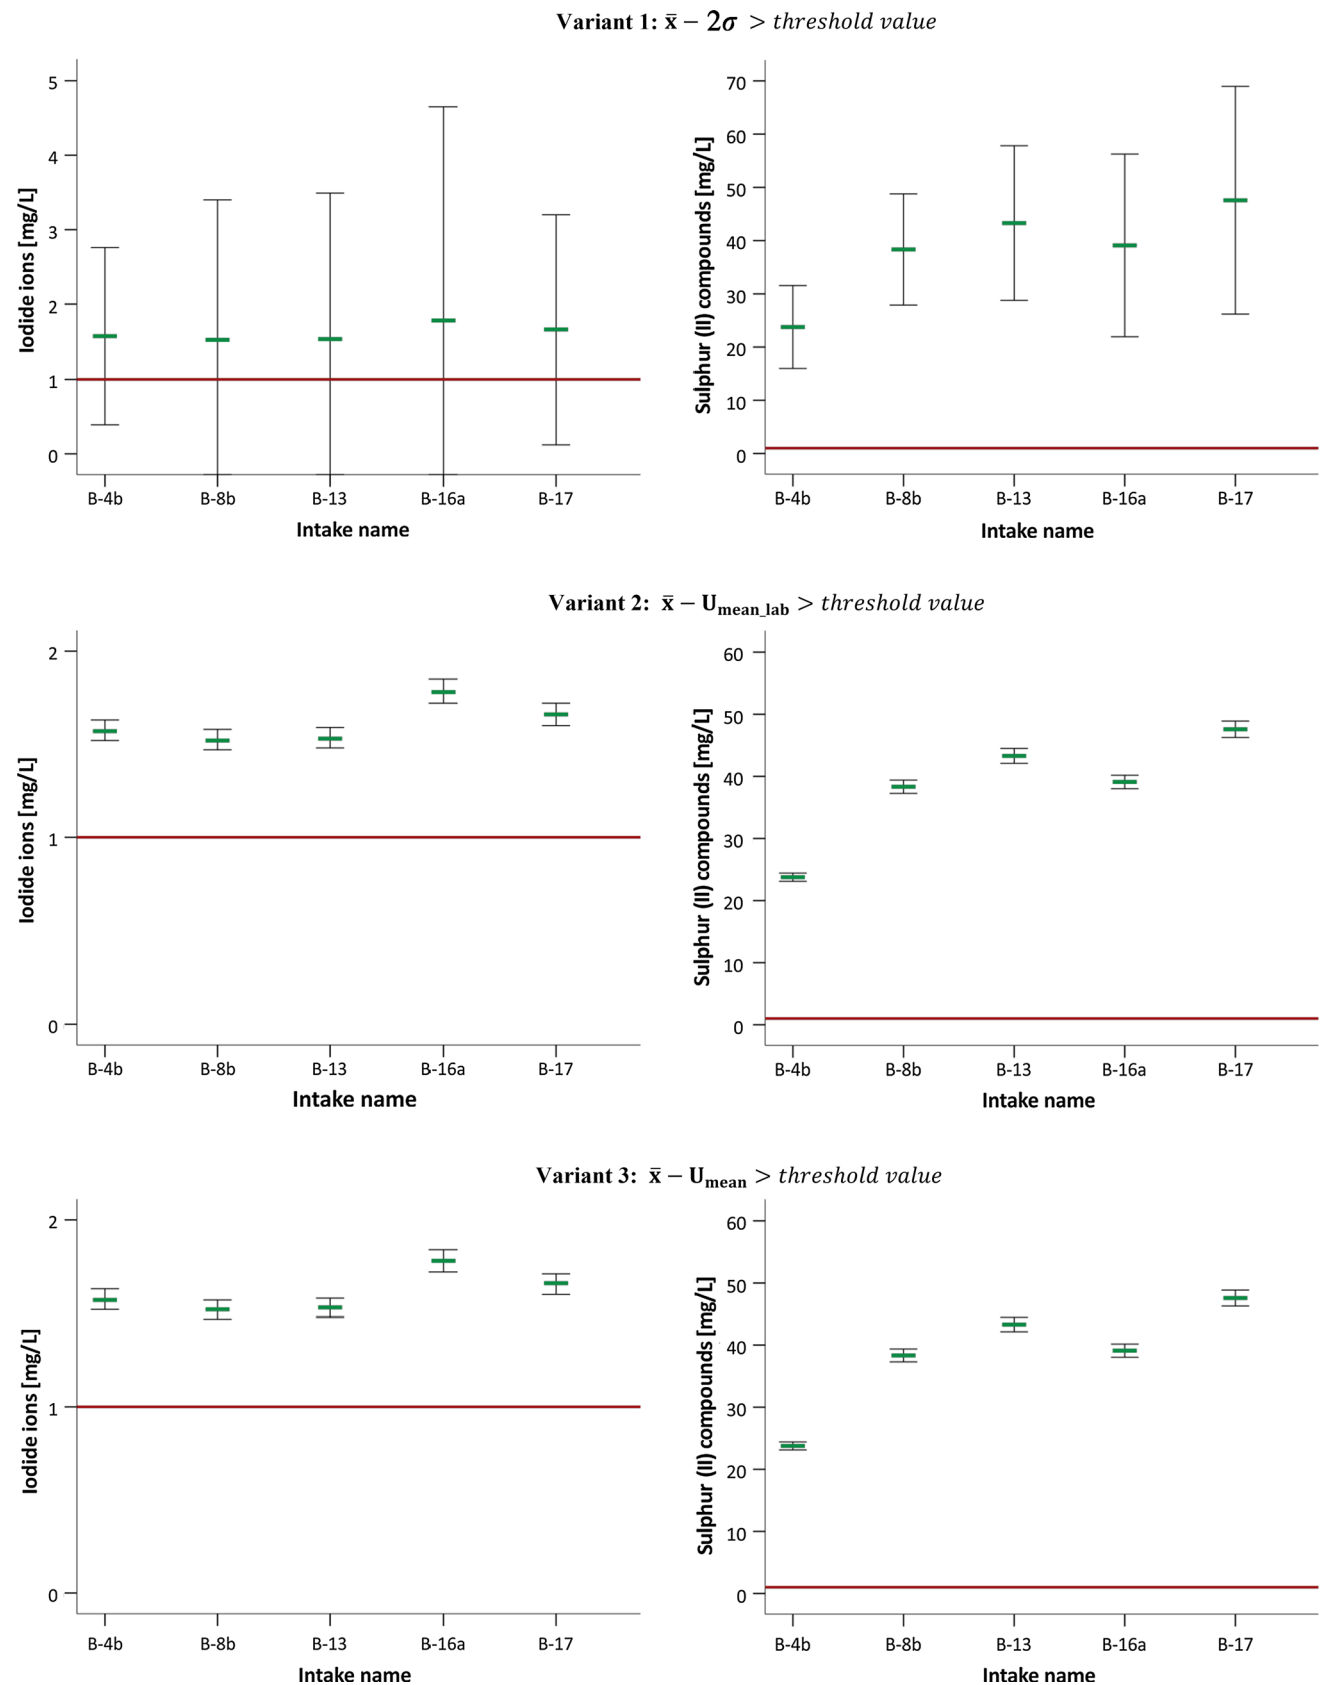 Variant 1: x̄ − 2σ > threshold value
Iodide ions [mg/L]
5
4
3
2
1
0
B-4b B-8b B-13 B-16a B-17
Intake name
Sulphur (II) compounds [mg/L]
70
60
50
40
30
20
10
0
B-4b B-8b B-13 B-16a B-17
Intake name
Variant 2: x̄ − Umean_lab > threshold value
Iodide ions [mg/L]
2
1
0
B-4b B-8b B-13 B-16a B-17
Intake name
Sulphur (II) compounds [mg/L]
60
50
40
30
20
10
0
B-4b B-8b B-13 B-16a B-17
Intake name
Variant 3: x̄ − Umean > threshold value
Iodide ions [mg/L]
2
1
0
B-4b B-8b B-13 B-16a B-17
Intake name
Sulphur (II) compounds [mg/L]
60
50
40
30
20
10
0
B-4b B-8b B-13 B-16a B-17
Intake name